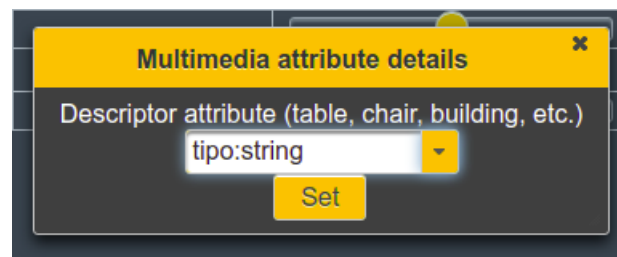 Multimedia attribute details
Descriptor attribute (table, chair, building, etc.)
tipo:string
Set